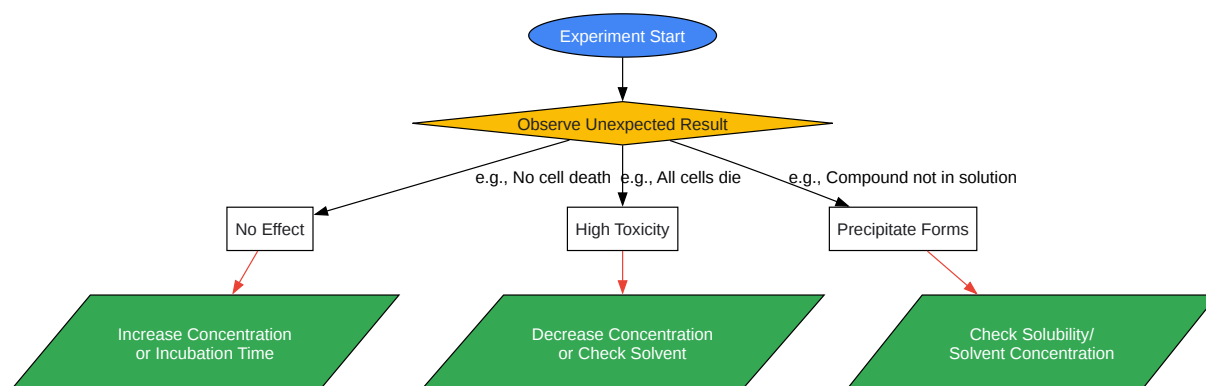 Experiment Start
Observe Unexpected Result
e.g., No cell death
e.g., All cells die
e.g., Compound not in solution
No Effect
High Toxicity
Precipitate Forms
Increase Concentration
or Incubation Time
Decrease Concentration
or Check Solvent
Check Solubility/
Solvent Concentration